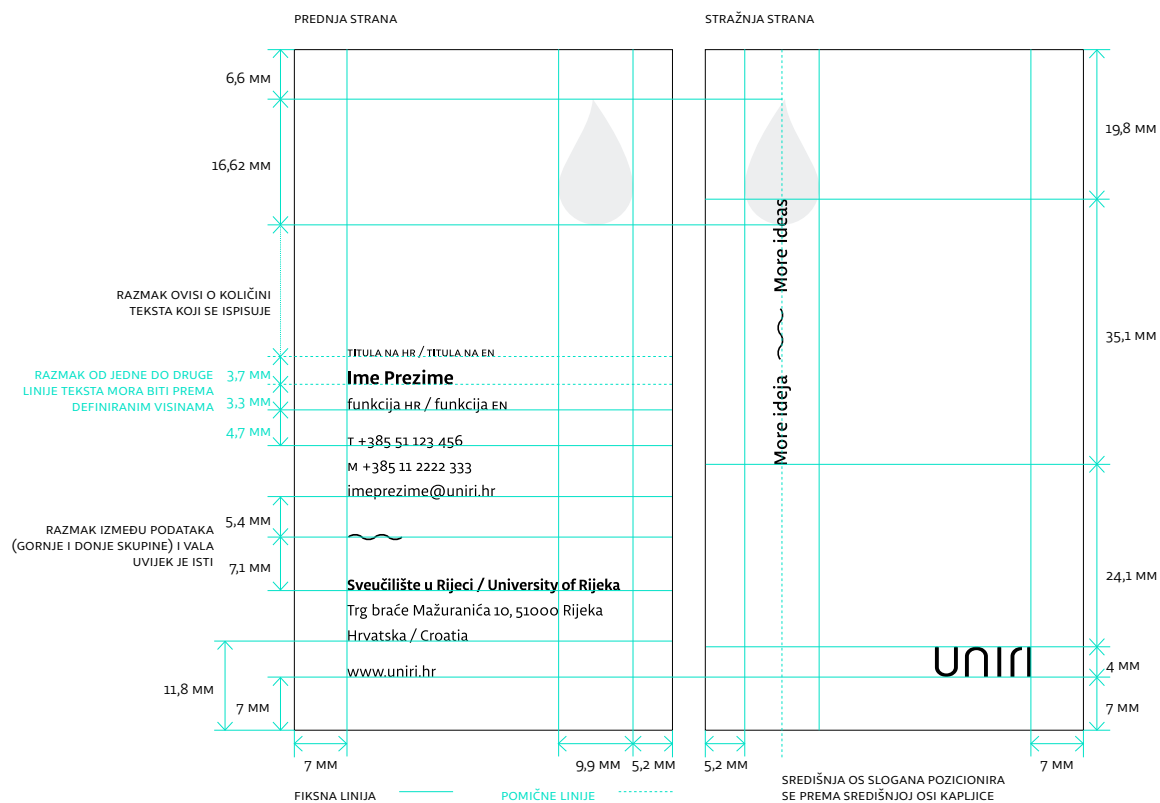 PREDNJA STRANA
STRAŽNJA STRANA
6,6 MM
16,62 MM
RAZMAK OVISI O KOLIČINI
TEKSTA KOJI SE ISPISUJE
RAZMAK OD JEDNE DO DRUGE
LINIJE TEKSTA MORA BITI PREMA
DEFINIRANIM VISINAMA
3,7 MM
3,3 MM
4,7 MM
RAZMAK IZMEĐU PODATAKA
(GORNJE I DONJE SKUPINE) I VALA
UVIJEK JE ISTI
5,4 MM
7,1 MM
11,8 MM
7 MM
TITULA NA HR / TITULA NA EN
Ime Prezime
funkcija HR / funkcija EN
T +385 51 123 456
M +385 11 2222 333
imeprezime@uniri.hr
Sveučilište u Rijeci / University of Rijeka
Trg braće Mažuranića 10, 51000 Rijeka
Hrvatska / Croatia
www.uniri.hr
7 MM
9,9 MM
5,2 MM
FIKSNA LINIJA
POMIČNE LINIJE
More ideja
More ideas
uniri
19,8 MM
35,1 MM
24,1 MM
4 MM
7 MM
5,2 MM
7 MM
SREDIŠNJA OS SLOGANA POZICIONIRA
SE PREMA SREDIŠNJOJ OSI KAPLJICE